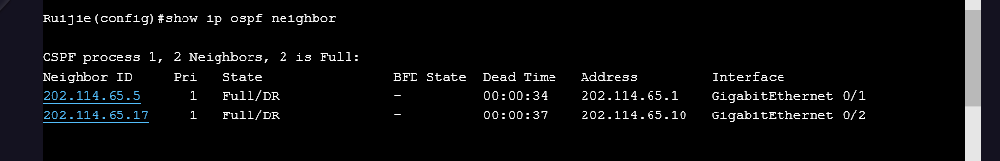 Ruijie(config)#show ip ospf neighbor
OSPF process 1, 2 Neighbors, 2 is Full:
Neighbor ID     Pri   State                BFD State  Dead Time   Address         Interface
202.114.65.5      1   Full/DR              -          00:00:34    202.114.65.1    GigabitEthernet 0/1
202.114.65.17     1   Full/DR              -          00:00:37    202.114.65.10   GigabitEthernet 0/2